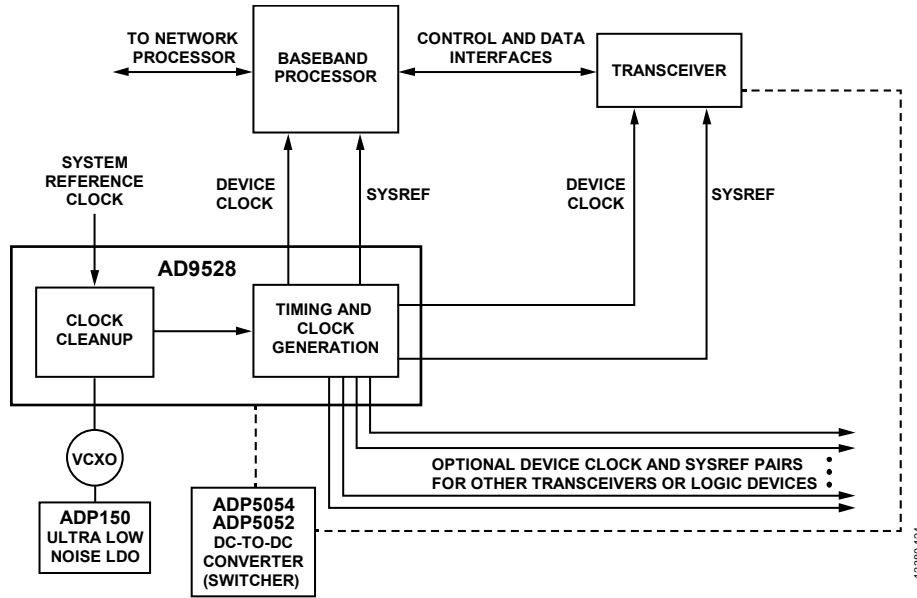 TO NETWORK
PROCESSOR
BASEBAND
PROCESSOR
CONTROL AND DATA
INTERFACES
TRANSCEIVER
SYSTEM
REFERENCE
CLOCK
DEVICE
CLOCK
SYSREF
DEVICE
CLOCK
SYSREF
AD9528
CLOCK
CLEANUP
TIMING AND
CLOCK
GENERATION
VCXO
ADP150
ULTRA LOW
NOISE LDO
ADP5054
ADP5052
DC-TO-DC
CONVERTER
(SWITCHER)
OPTIONAL DEVICE CLOCK AND SYSREF PAIRS
FOR OTHER TRANSCEIVERS OR LOGIC DEVICES